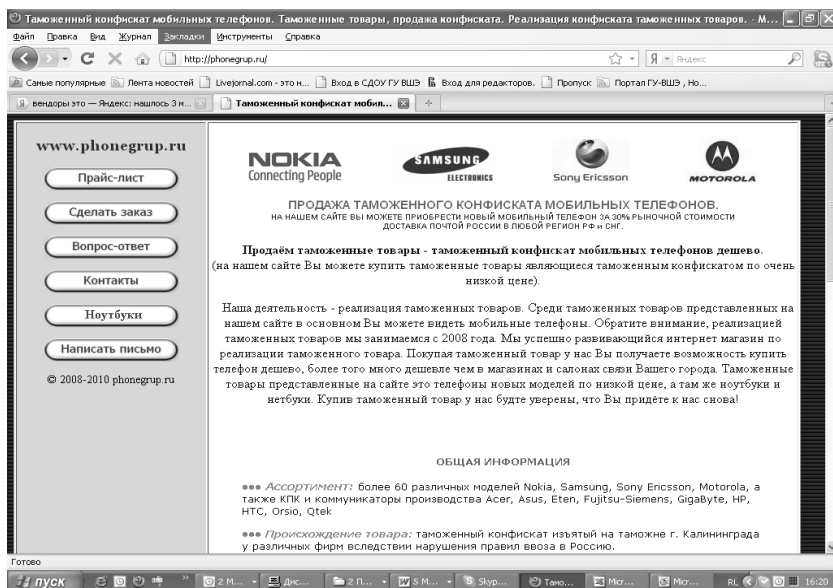 Таможенный конфискат мобильных телефонов. Таможенные товары, продажа конфиската. Реализация конфиската таможенных товаров. - M...
Файл Правка Вид Журнал Закладки Инструменты Справка
http://phonegrup.ru/
Яндекс
Самые популярные Лента новостей Livejornal.com - это н... Вход в СДОУ ГУ ВШЭ Вход для редакторов. Пропуск Портал ГУ-ВШЭ , Но...
вендоры это — Яндекс: нашлось 3 м... Таможенный конфискат мобил...
www.phonegrup.ru
Прайс-лист
Сделать заказ
Вопрос-ответ
Контакты
Ноутбуки
Написать письмо
© 2008-2010 phonegrup.ru
NOKIA
Connecting People
SAMSUNG
ELECTRONICS
Sony Ericsson
MOTOROLA
ПРОДАЖА ТАМОЖЕННОГО КОНФИСКАТА МОБИЛЬНЫХ ТЕЛЕФОНОВ.
НА НАШЕМ САЙТЕ ВЫ МОЖЕТЕ ПРИОБРЕСТИ НОВЫЙ МОБИЛЬНЫЙ ТЕЛЕФОН ЗА 30% РЫНОЧНОЙ СТОИМОСТИ
ДОСТАВКА ПОЧТОЙ РОССИИ В ЛЮБОЙ РЕГИОН РФ и СНГ.
Продаём таможенные товары - таможенный конфискат мобильных телефонов дешево.
(на нашем сайте Вы можете купить таможенные товары являющиеся таможенным конфискатом по очень
низкой цене).
Наша деятельность - реализация таможенных товаров. Среди таможенных товаров представленных на
нашем сайте в основном Вы можете видеть мобильные телефоны. Обратите внимание, реализацией
таможенных товаров мы занимаемся с 2008 года. Мы успешно развивающийся интернет магазин по
реализации таможенного товара. Покупая таможенный товар у нас Вы получаете возможность купить
телефон дешево, более того много дешевле чем в магазинах и салонах связи Вашего города. Таможенные
товары представленные на сайте это телефоны новых моделей по низкой цене, а там же ноутбуки и
нетбуки. Купив таможенный товар у нас будте уверены, что Вы придёте к нас снова!
ОБЩАЯ ИНФОРМАЦИЯ
Ассортимент: более 60 различных моделей Nokia, Samsung, Sony Ericsson, Motorola, а
также КПК и коммуникаторы производства Acer, Asus, Eten, Fujitsu-Siemens, GigaByte, HP,
HTC, Orsio, Qtek
Происхождение товара: таможенный конфискат изъятый на таможне г. Калининграда
у различных фирм вследствии нарушения правил ввоза в Россию.
Готово
пуск 2 M... Дис... 2 П... 5 M... Skyp... Тамо... Micr... Micr... RL 16:20